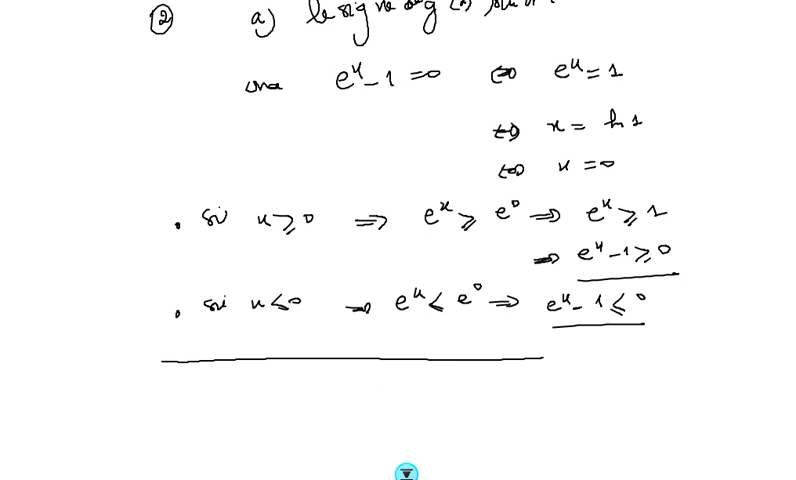 ② a) le signe de g(x) sur
ona e^x - 1 = 0 ⇔ e^x = 1
⇔ x = ln 1
⇔ x = 0
• si x ≥ 0 ⇒ e^x ≥ e^0 ⇒ e^x ≥ 1
⇒ e^x - 1 ≥ 0
• si x ≤ 0 ⇒ e^x ≤ e^0 ⇒ e^x - 1 ≤ 0